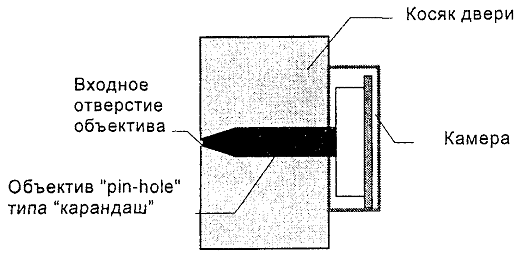 Косяк двери
Входное
отверстие
объектива
Камера
Объектив "pin-hole"
типа "карандаш"